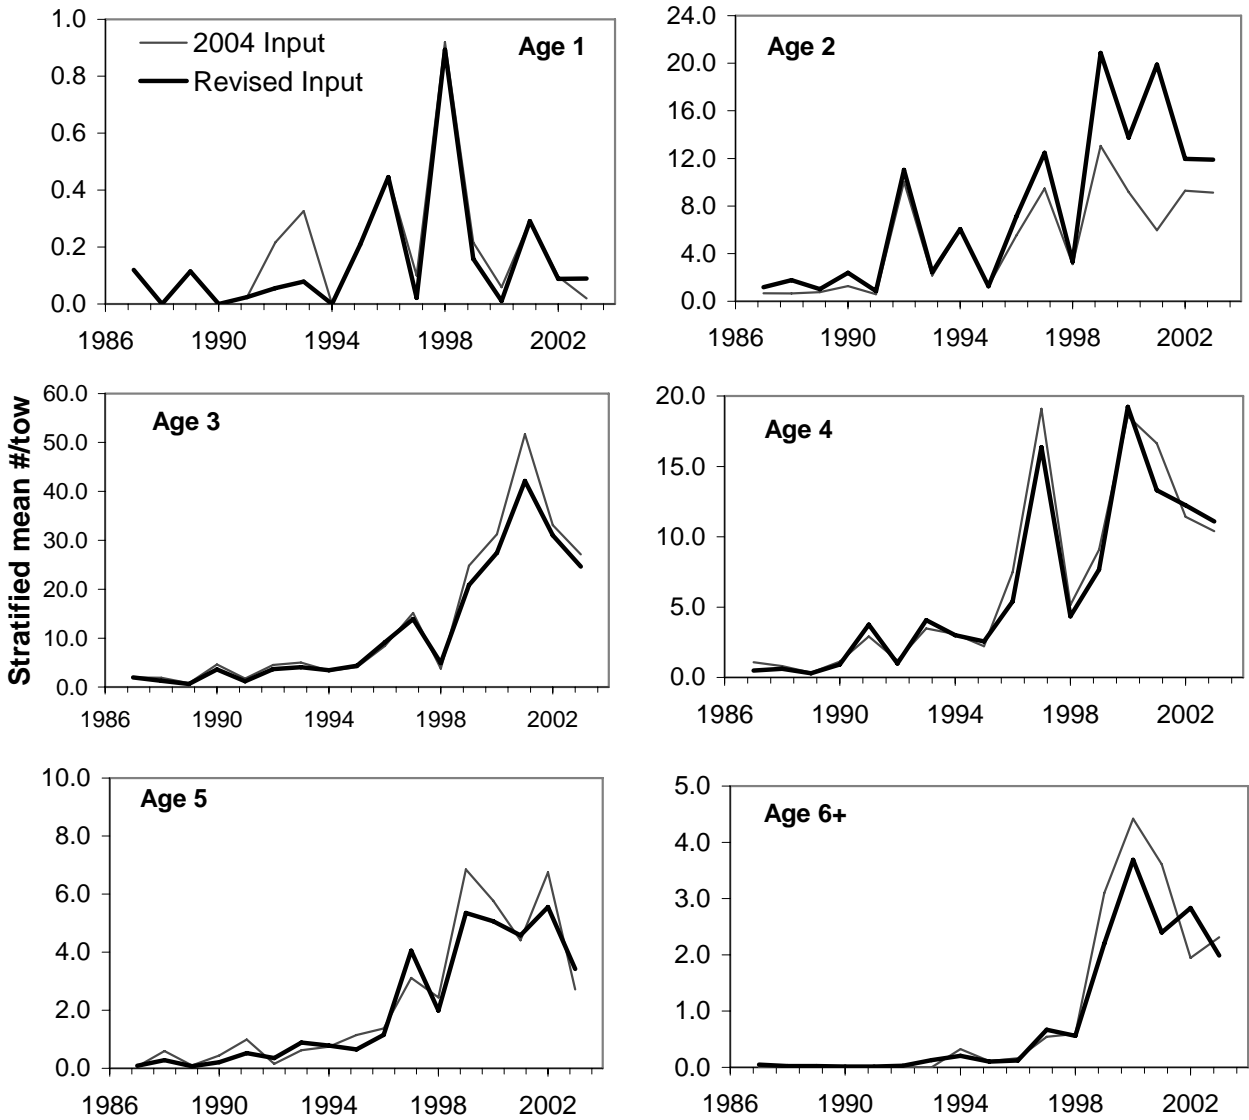 1.0
0.8
0.6
0.4
0.2
0.0
2004 Input
Revised Input
Age 1
1986 1990 1994 1998 2002
24.0
20.0
16.0
12.0
8.0
4.0
0.0
Age 2
1986 1990 1994 1998 2002
Stratified mean #/tow
60.0
50.0
40.0
30.0
20.0
10.0
0.0
Age 3
1986 1990 1994 1998 2002
20.0
15.0
10.0
5.0
0.0
Age 4
1986 1990 1994 1998 2002
10.0
8.0
6.0
4.0
2.0
0.0
Age 5
1986 1990 1994 1998 2002
5.0
4.0
3.0
2.0
1.0
0.0
Age 6+
1986 1990 1994 1998 2002